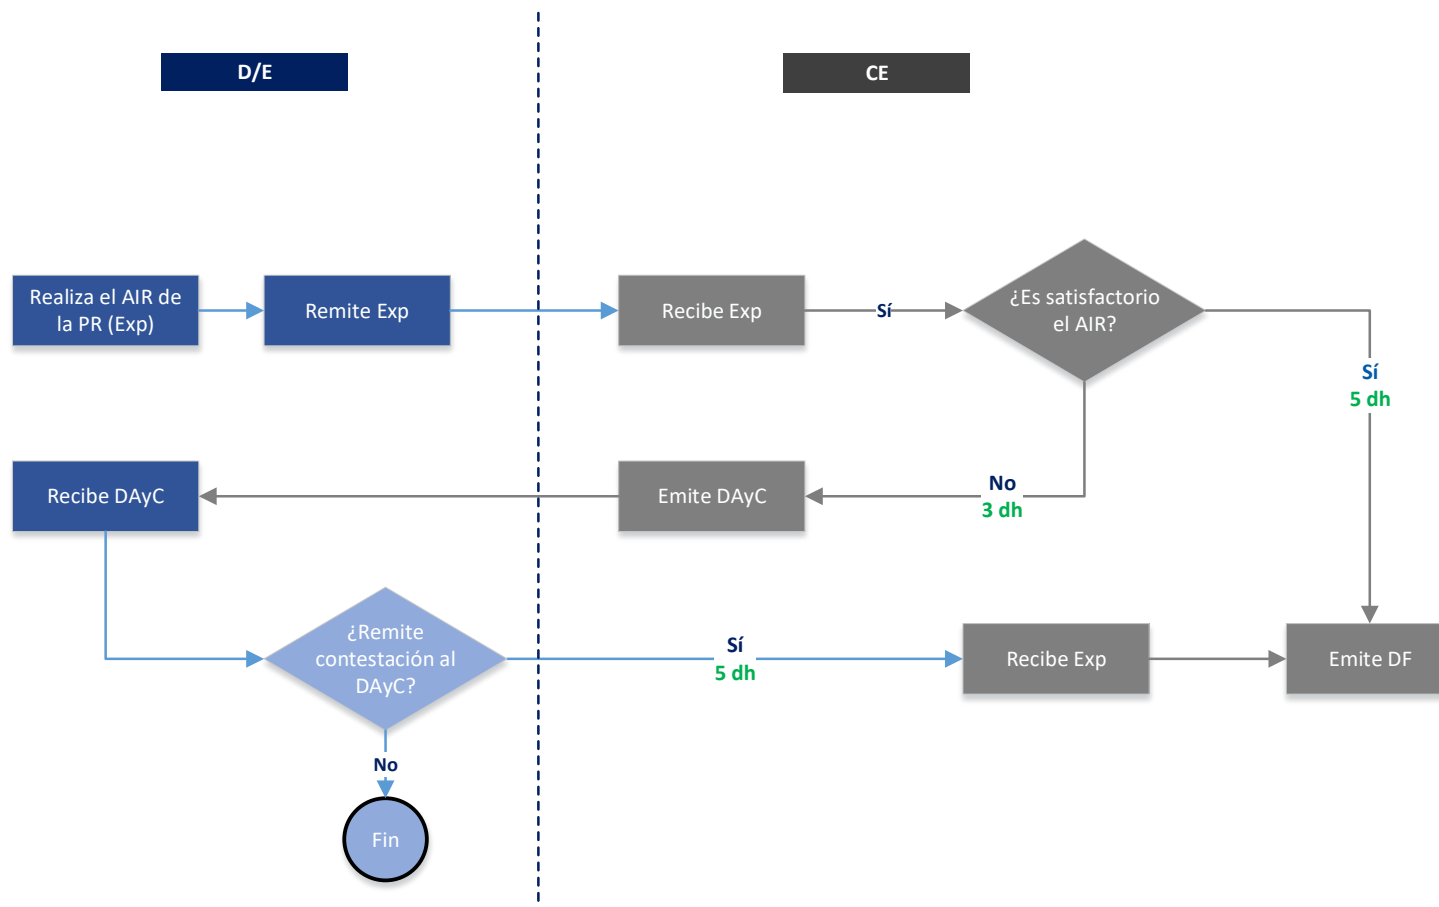 D/E
CE
Realiza el AIR de
la PR (Exp)
Remite Exp
Recibe Exp
Sí
¿Es satisfactorio
el AIR?
Sí
5 dh
Recibe DAyC
Emite DAyC
No
3 dh
¿Remite
contestación al
DAyC?
Sí
5 dh
Recibe Exp
Emite DF
No
Fin